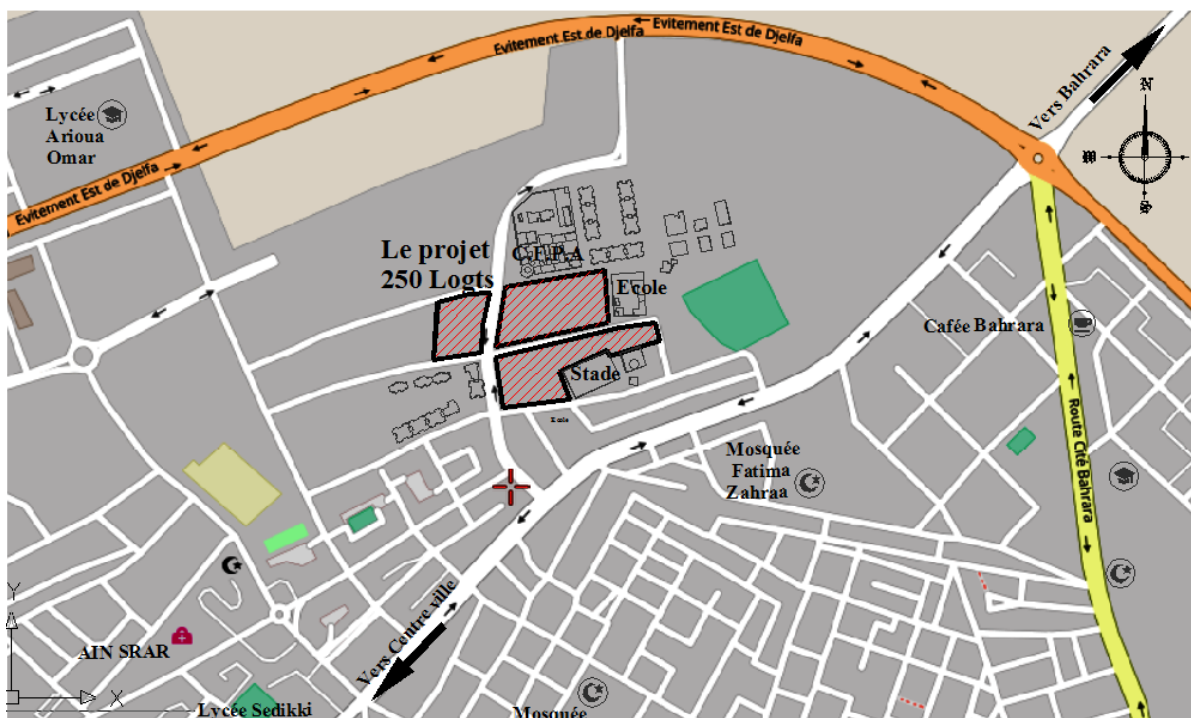 Evitement Est de Djelfa
Evitement Est de Djelfa
Vers Bahrara
N
W
S
Lycée
Arioua
Omar
Evitement Est de Djelfa
Le projet
250 Logts
C.F.P.A
Ecole
Cafée Bahrara
Stade
Ecole
Route Cité Bahrara
Mosquée
Fatima
Zahraa
Vers Centre ville
Y
AIN SRAR
X
Lycée Sedikki
Mosquée